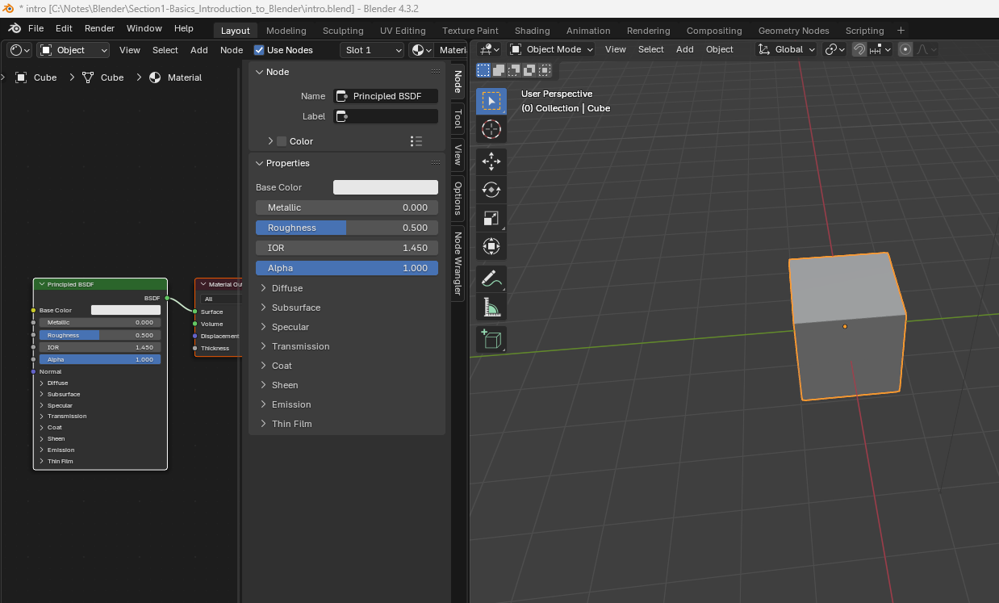 * intro [C:\Notes\Blender\Section1-Basics_Introduction_to_Blender\intro.blend] - Blender 4.3.2
File Edit Render Window Help Layout Modeling Sculpting UV Editing Texture Paint Shading Animation Rendering Compositing Geometry Nodes Scripting +
Object View Select Add Node Use Nodes Slot 1 Materi
Object Mode View Select Add Object Global
Cube > Cube > Material
Node
Name Principled BSDF
Label
Color
Properties
Base Color
Metallic 0.000
Roughness 0.500
IOR 1.450
Alpha 1.000
Diffuse
Subsurface
Specular
Transmission
Coat
Sheen
Emission
Thin Film
Node
Tool
View
Options
Node Wrangler
Principled BSDF
BSDF
Base Color
Metallic 0.000
Roughness 0.500
IOR 1.450
Alpha 1.000
Normal
Diffuse
Subsurface
Specular
Transmission
Coat
Sheen
Emission
Thin Film
Material Ou
All
Surface
Volume
Displacement
Thickness
User Perspective
(0) Collection | Cube